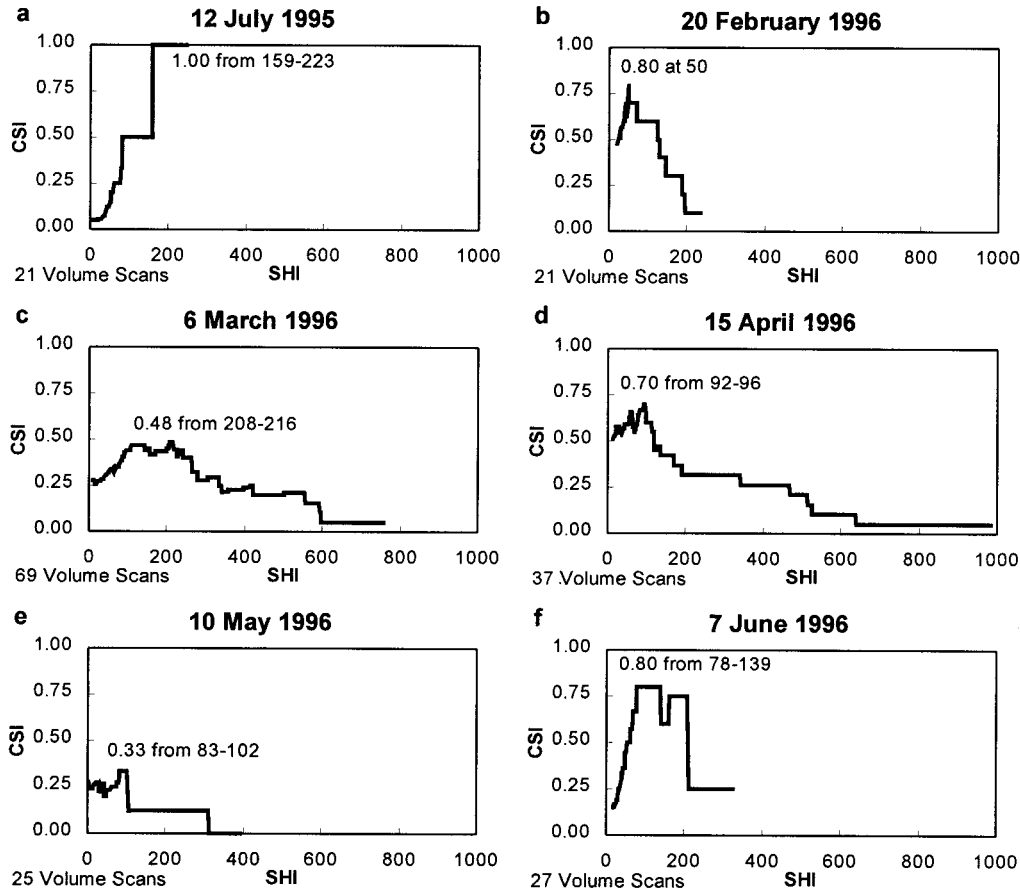 a
12 July 1995
1.00
0.75
0.50
0.25
0.00
CSI
1.00 from 159-223
0 200 400 600 800 1000
21 Volume Scans SHI
b
20 February 1996
1.00
0.75
0.50
0.25
0.00
CSI
0.80 at 50
0 200 400 600 800 1000
21 Volume Scans SHI
c
6 March 1996
1.00
0.75
0.50
0.25
0.00
CSI
0.48 from 208-216
0 200 400 600 800 1000
69 Volume Scans SHI
d
15 April 1996
1.00
0.75
0.50
0.25
0.00
CSI
0.70 from 92-96
0 200 400 600 800 1000
37 Volume Scans SHI
e
10 May 1996
1.00
0.75
0.50
0.25
0.00
CSI
0.33 from 83-102
0 200 400 600 800 1000
25 Volume Scans SHI
f
7 June 1996
1.00
0.75
0.50
0.25
0.00
CSI
0.80 from 78-139
0 200 400 600 800 1000
27 Volume Scans SHI